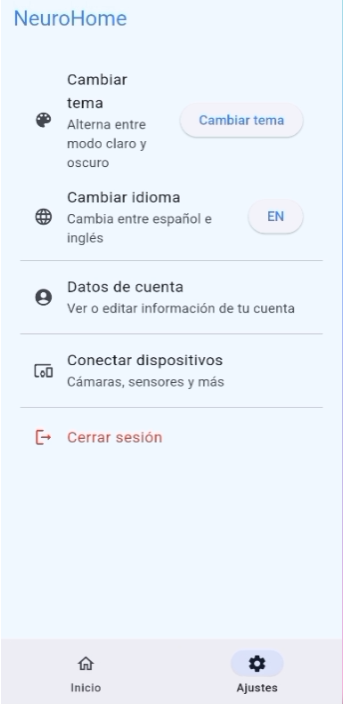 NeuroHome
Cambiar
tema
Alterna entre
modo claro y
oscuro
Cambiar tema
Cambiar idioma
Cambia entre español e
inglés
EN
Datos de cuenta
Ver o editar información de tu cuenta
Conectar dispositivos
Cámaras, sensores y más
Cerrar sesión
Inicio
Ajustes